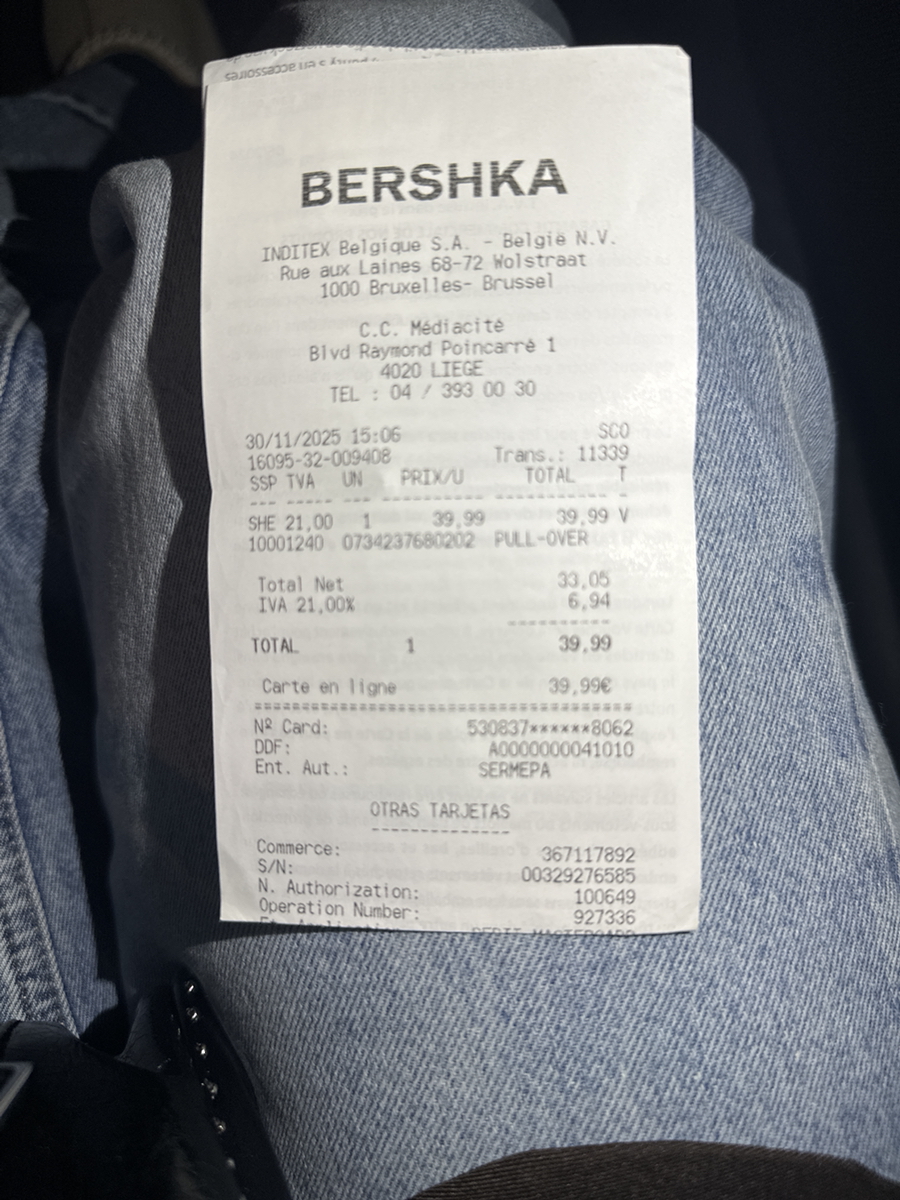 BERSHKA
INDITEX Belgique S.A. - België N.V.
Rue aux Laines 68-72 Wolstraat
1000 Bruxelles- Brussel
C.C. Médiacité
Blvd Raymond Poincarré 1
4020 LIEGE
TEL : 04 / 393 00 30
30/11/2025 15:06 SCO
16095-32-009408 Trans.: 11339
SSP TVA UN PRIX/U TOTAL T
--- ----- --- ---------- ----------- -
SHE 21,00 1 39,99 39,99 V
10001240 0734237680202 PULL-OVER
Total Net 33,05
IVA 21,00% 6,94
----------
TOTAL 1 39,99
Carte en ligne 39,99€
======================================
Nº Card: 530837******8062
DDF: A0000000041010
Ent. Aut.: SERMEPA
OTRAS TARJETAS
--------------
Commerce: 367117892
S/N: 00329276585
N. Authorization: 100649
Operation Number: 927336
DEBIT MASTERCARD